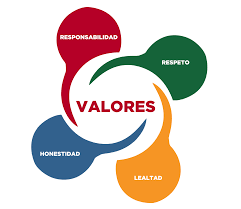 RESPONSABILIDAD
RESPETO
VALORES
HONESTIDAD
LEALTAD